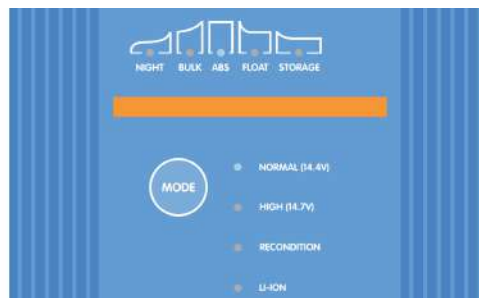 NIGHT BULK ABS FLOAT STORAGE
MODE
NORMAL (14.4V)
HIGH (14.7V)
RECONDITION
LI-ION